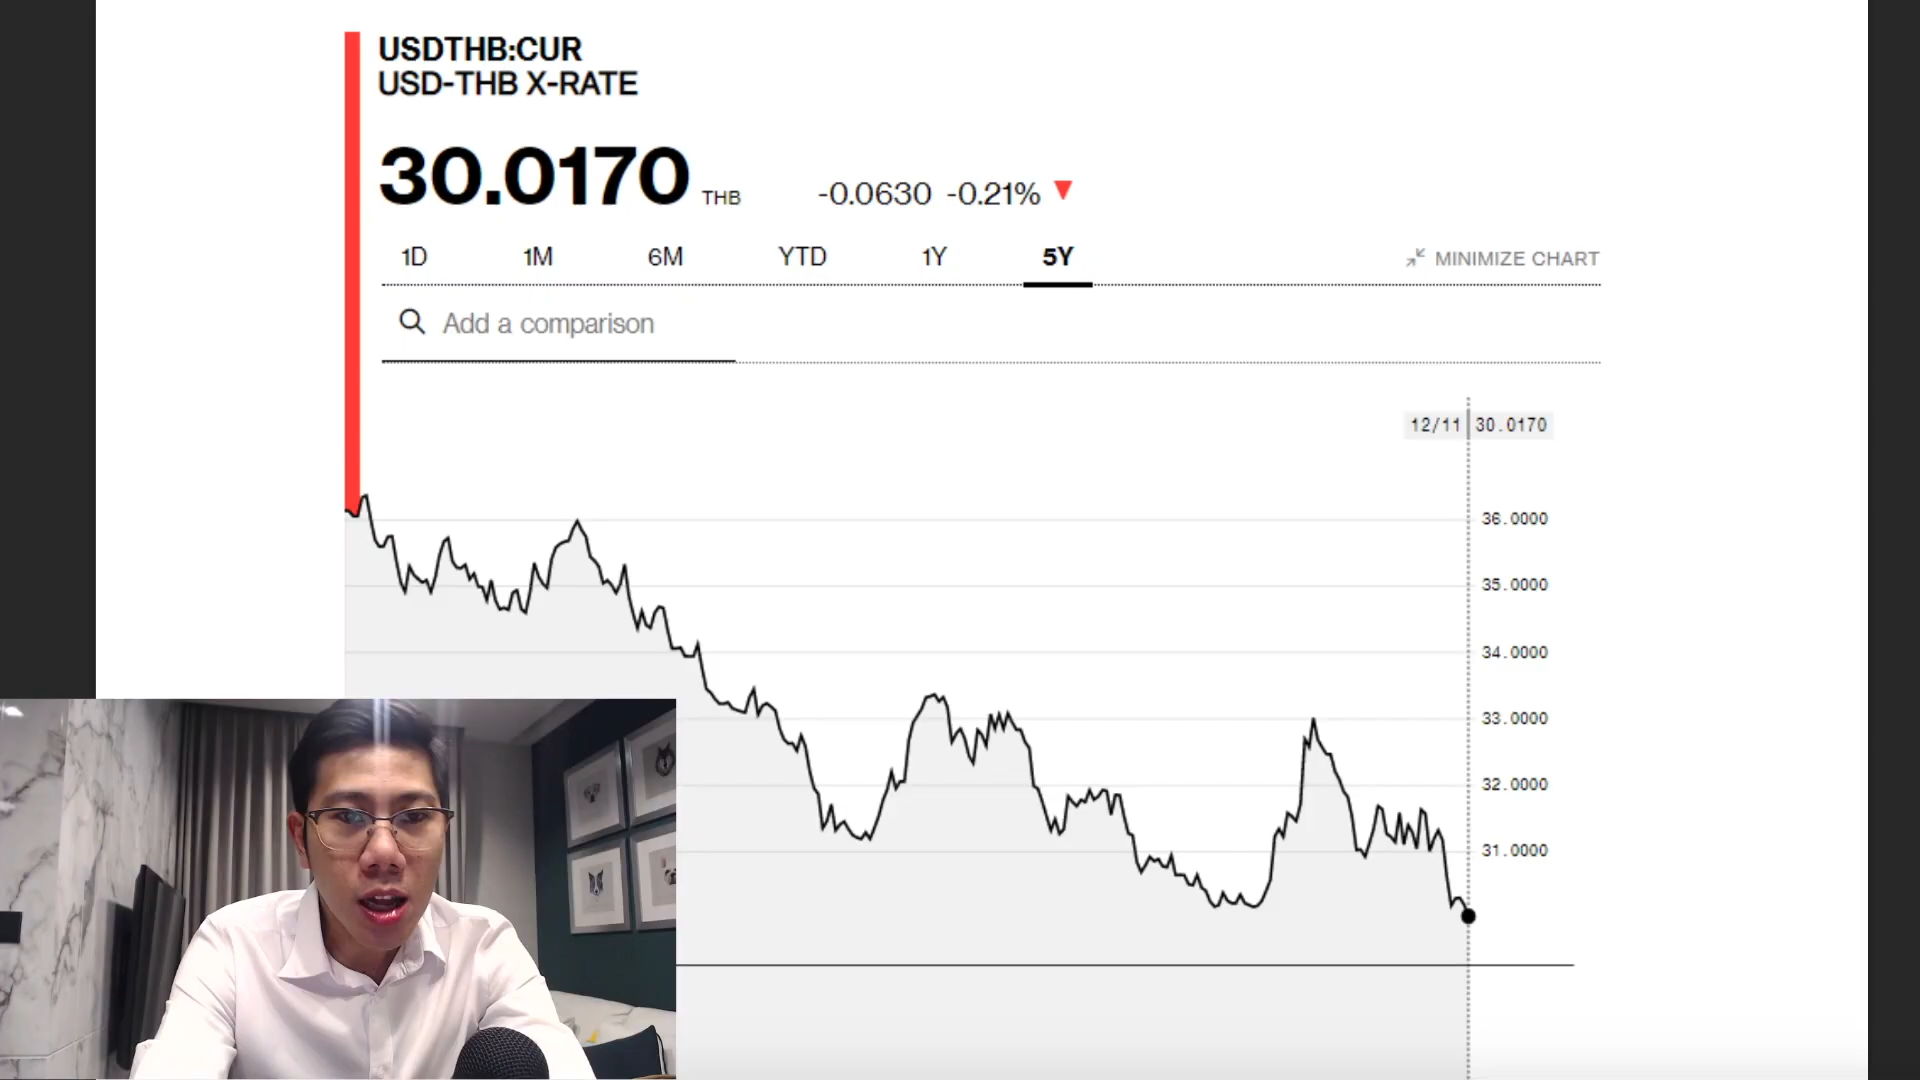 USDTHB:CUR
USD-THB X-RATE
30.0170 THB -0.0630 -0.21%
1D 1M 6M YTD 1Y 5Y MINIMIZE CHART
Add a comparison
12/11 30.0170
36.0000
35.0000
34.0000
33.0000
32.0000
31.0000